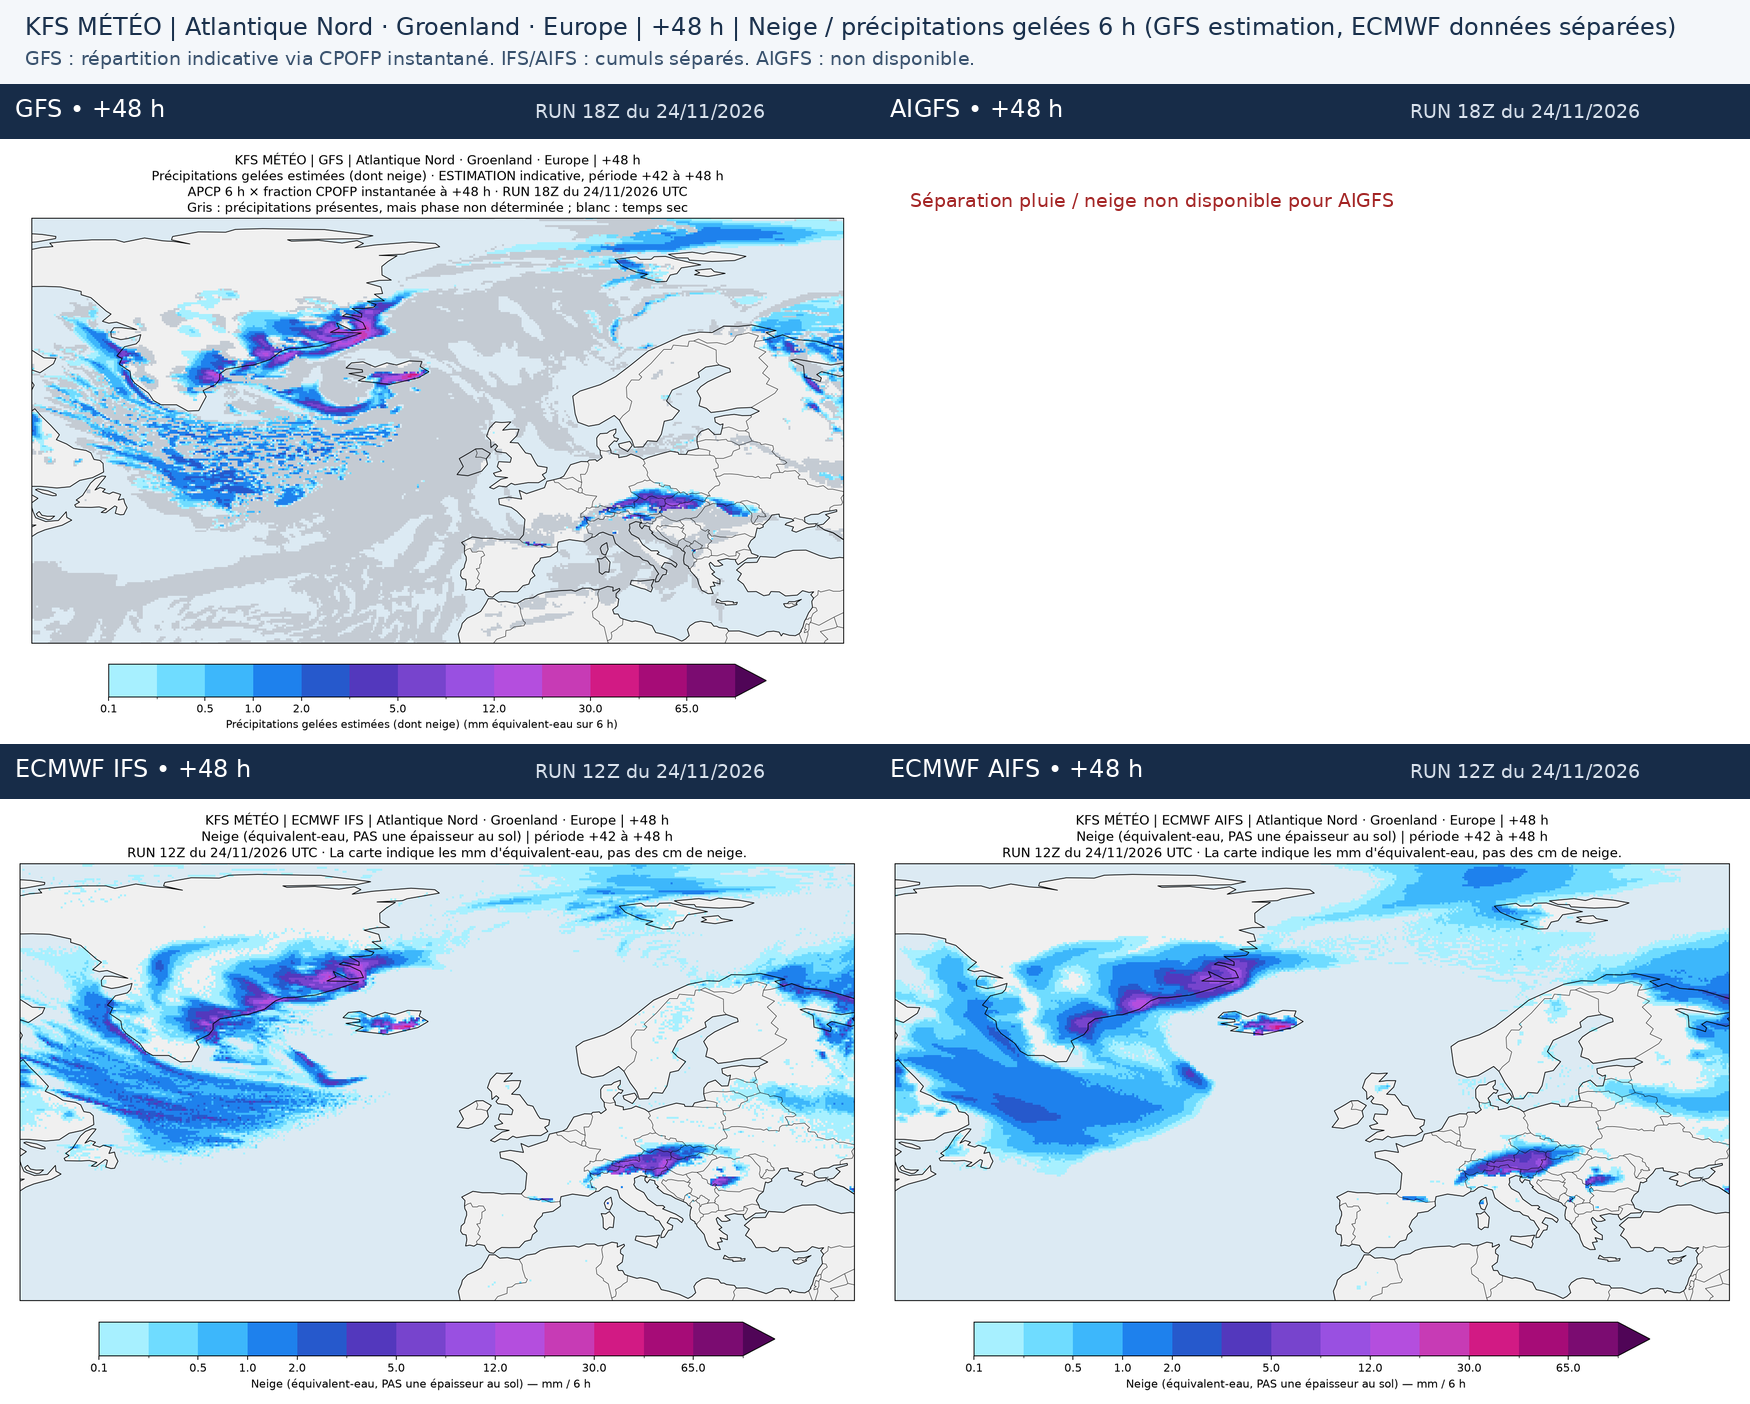 KFS MÉTÉO | Atlantique Nord · Groenland · Europe | +48 h | Neige / précipitations gelées 6 h (GFS estimation, ECMWF données séparées)
GFS : répartition indicative via CPOFP instantané. IFS/AIFS : cumuls séparés. AIGFS : non disponible.
GFS • +48 h
RUN 18Z du 24/11/2026
AIGFS • +48 h
RUN 18Z du 24/11/2026
KFS MÉTÉO | GFS | Atlantique Nord · Groenland · Europe | +48 h
Précipitations gelées estimées (dont neige) · ESTIMATION indicative, période +42 à +48 h
APCP 6 h × fraction CPOFP instantanée à +48 h · RUN 18Z du 24/11/2026 UTC
Gris : précipitations présentes, mais phase non déterminée ; blanc : temps sec
Séparation pluie / neige non disponible pour AIGFS
0.1 0.5 1.0 2.0 5.0 12.0 30.0 65.0
Précipitations gelées estimées (dont neige) (mm équivalent-eau sur 6 h)
ECMWF IFS • +48 h
RUN 12Z du 24/11/2026
ECMWF AIFS • +48 h
RUN 12Z du 24/11/2026
KFS MÉTÉO | ECMWF IFS | Atlantique Nord · Groenland · Europe | +48 h
Neige (équivalent-eau, PAS une épaisseur au sol) | période +42 à +48 h
RUN 12Z du 24/11/2026 UTC · La carte indique les mm d'équivalent-eau, pas des cm de neige.
KFS MÉTÉO | ECMWF AIFS | Atlantique Nord · Groenland · Europe | +48 h
Neige (équivalent-eau, PAS une épaisseur au sol) | période +42 à +48 h
RUN 12Z du 24/11/2026 UTC · La carte indique les mm d'équivalent-eau, pas des cm de neige.
0.1 0.5 1.0 2.0 5.0 12.0 30.0 65.0
Neige (équivalent-eau, PAS une épaisseur au sol) — mm / 6 h
0.1 0.5 1.0 2.0 5.0 12.0 30.0 65.0
Neige (équivalent-eau, PAS une épaisseur au sol) — mm / 6 h